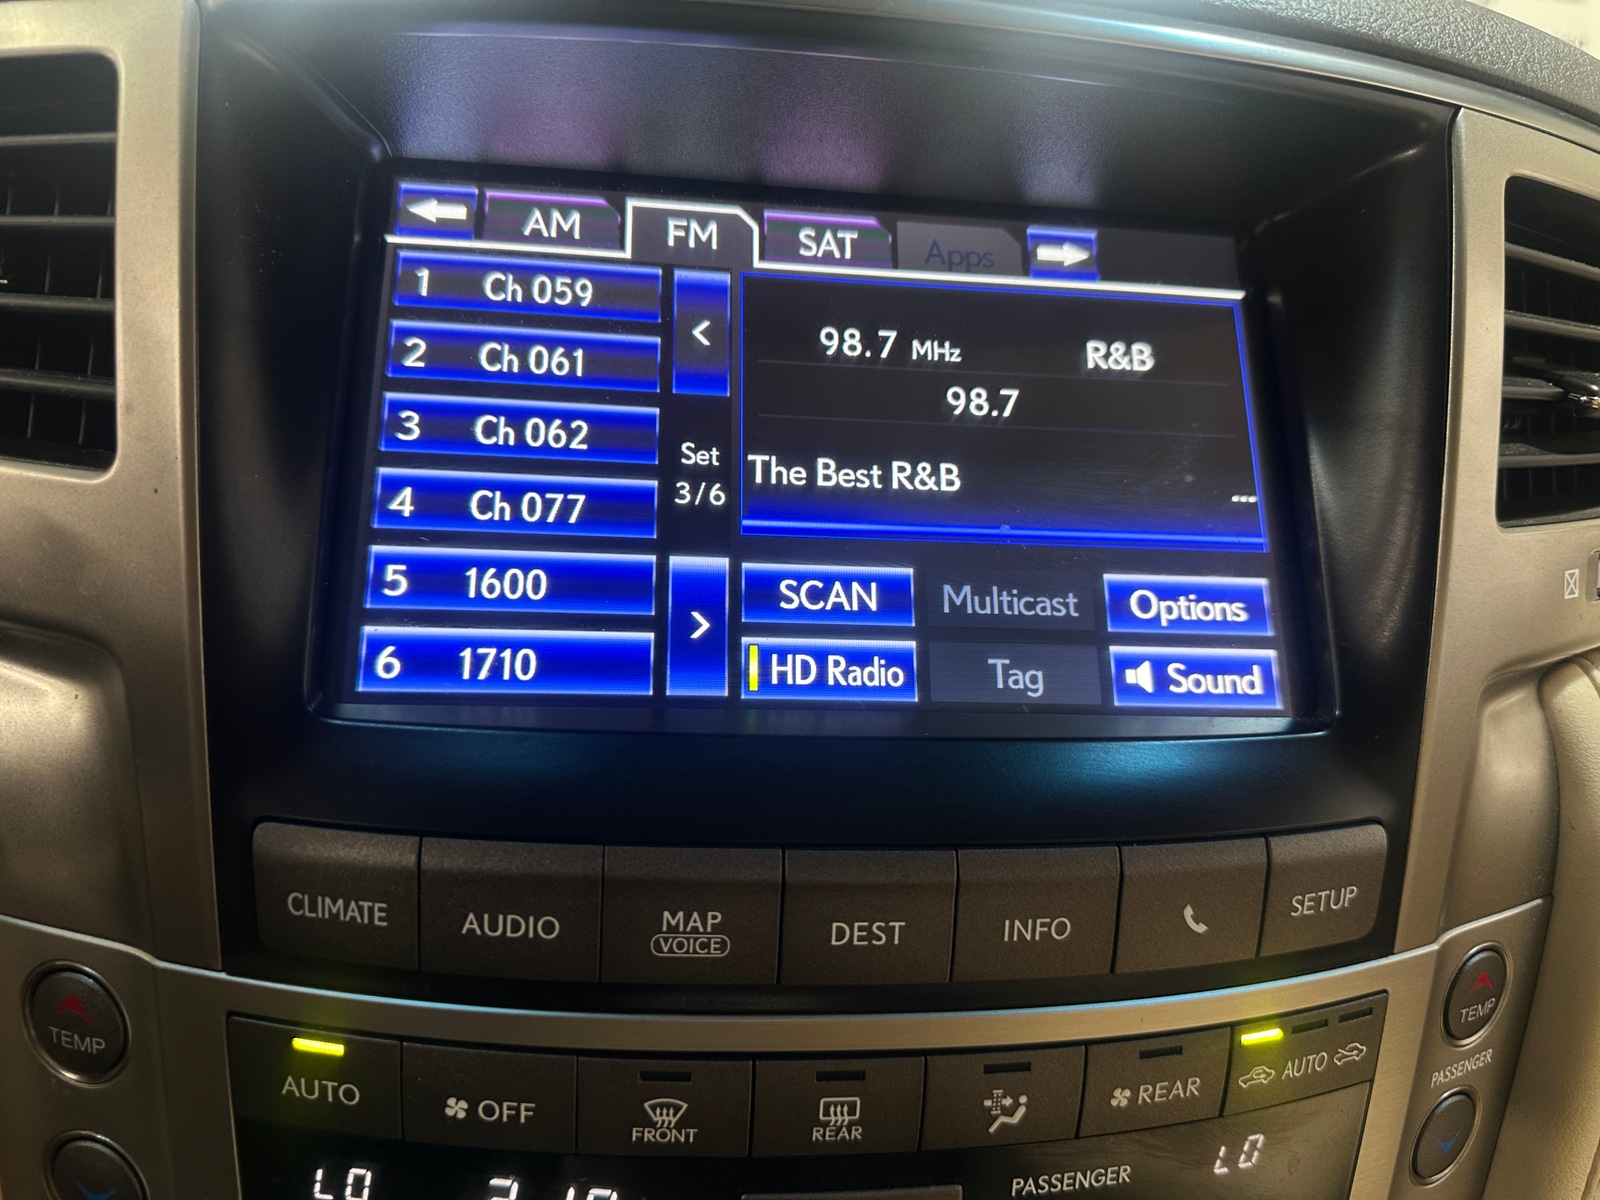 AM
FM
SAT
Apps
1 Ch 059
2 Ch 061
3 Ch 062
4 Ch 077
5 1600
6 1710
<
Set
3/6
>
98.7 MHz R&B
98.7
The Best R&B
...
SCAN
Multicast
Options
HD Radio
Tag
Sound
CLIMATE
AUDIO
MAP
VOICE
DEST
INFO
SETUP
TEMP
AUTO
OFF
FRONT
REAR
REAR
AUTO
TEMP
PASSENGER
LO
PASSENGER
LO